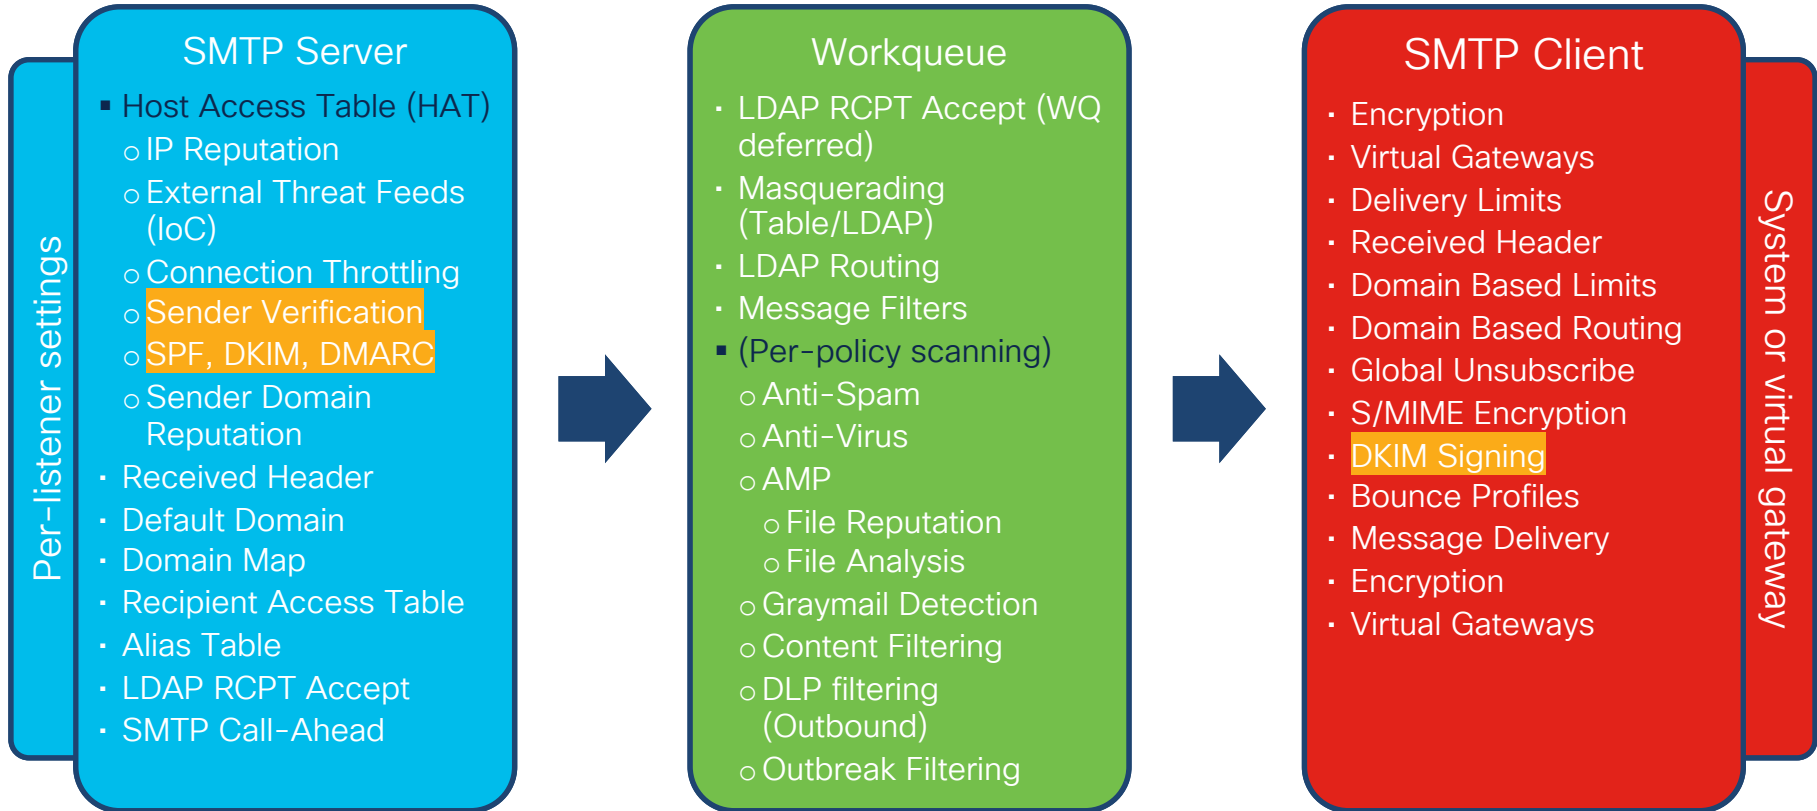 Per-listener settings
SMTP Server
▪ Host Access Table (HAT)
o IP Reputation
o External Threat Feeds
(IoC)
o Connection Throttling
o Sender Verification
o SPF, DKIM, DMARC
o Sender Domain
Reputation
· Received Header
· Default Domain
· Domain Map
· Recipient Access Table
· Alias Table
· LDAP RCPT Accept
· SMTP Call-Ahead
Workqueue
· LDAP RCPT Accept (WQ
deferred)
· Masquerading
(Table/LDAP)
· LDAP Routing
· Message Filters
▪ (Per-policy scanning)
o Anti-Spam
o Anti-Virus
o AMP
o File Reputation
o File Analysis
o Graymail Detection
o Content Filtering
o DLP filtering
(Outbound)
o Outbreak Filtering
SMTP Client
· Encryption
· Virtual Gateways
· Delivery Limits
· Received Header
· Domain Based Limits
· Domain Based Routing
· Global Unsubscribe
· S/MIME Encryption
· DKIM Signing
· Bounce Profiles
· Message Delivery
· Encryption
· Virtual Gateways
System or virtual
gateway